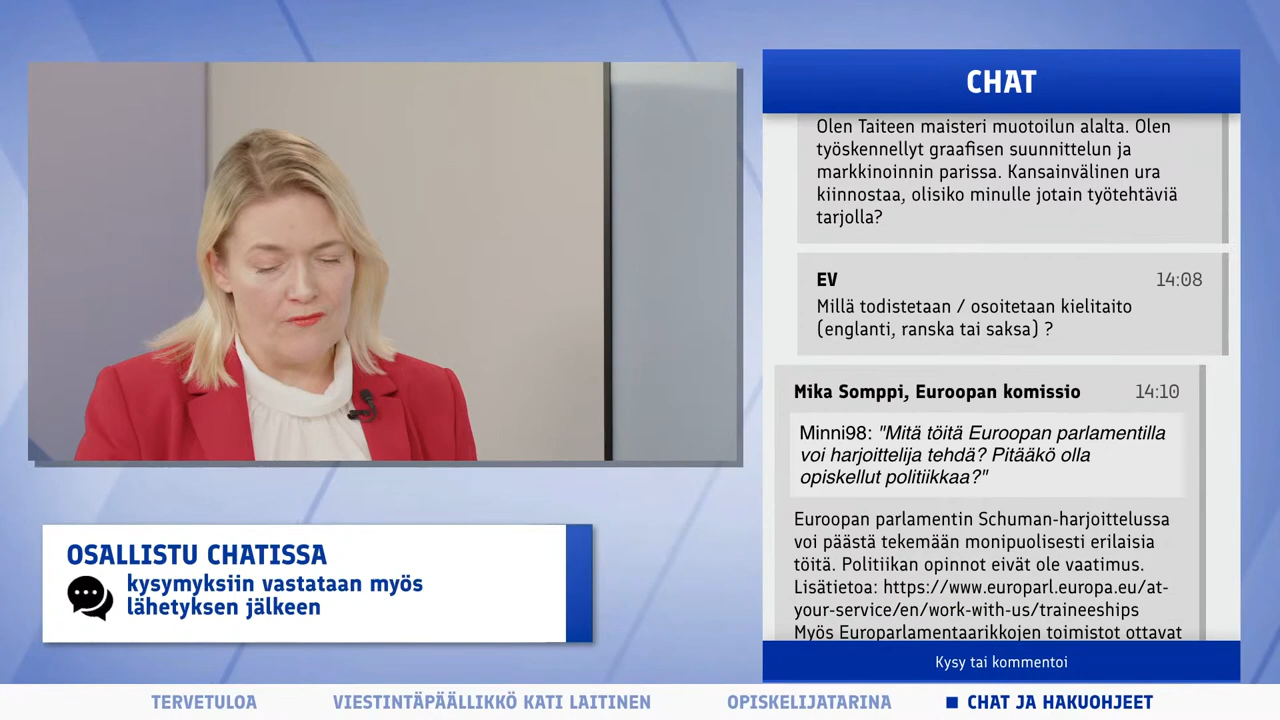 CHAT
Olen Taiteen maisteri muotoilun alalta. Olen
työskennellyt graafisen suunnittelun ja
markkinoinnin parissa. Kansainvälinen ura
kiinnostaa, olisiko minulle jotain työtehtäviä
tarjolla?
EV 14:08
Millä todistetaan / osoitetaan kielitaito
(englanti, ranska tai saksa) ?
Mika Somppi, Euroopan komissio 14:10
Minni98: "Mitä töitä Euroopan parlamentilla
voi harjoittelija tehdä? Pitääkö olla
opiskellut politiikkaa?"
Euroopan parlamentin Schuman-harjoittelussa
voi päästä tekemään monipuolisesti erilaisia
töitä. Politiikan opinnot eivät ole vaatimus.
Lisätietoa: https://www.europarl.europa.eu/at-
your-service/en/work-with-us/traineeships
Myös Europarlamentaarikkojen toimistot ottavat
Kysy tai kommentoi
OSALLISTU CHATISSA
kysymyksiin vastataan myös
lähetyksen jälkeen
TERVETULOA VIESTINTÄPÄÄLLIKKÖ KATI LAITINEN OPISKELIJATARINA CHAT JA HAKUOHJEET